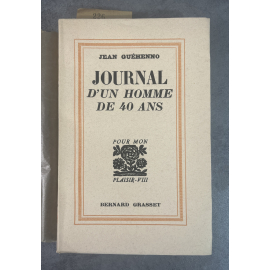 JEAN GUÉHENNO
JOURNAL
D'UN HOMME
DE 40 ANS
POUR MON
PLAISIR-VIII
BERNARD GRASSET